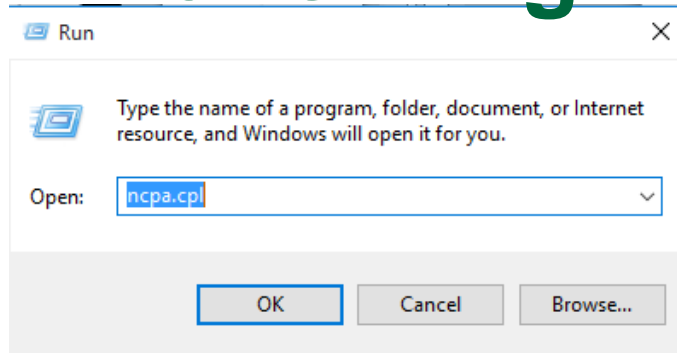 Run
Type the name of a program, folder, document, or Internet
resource, and Windows will open it for you.
Open:
ncpa.cpl
OK
Cancel
Browse...